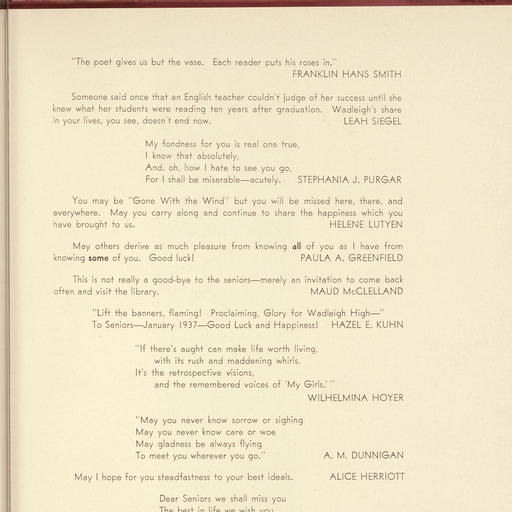 "The poet gives us but the vase. Each reader puts his roses in."
FRANKLIN HANS SMITH
Someone said once that an English teacher couldn't judge of her success until she
knew what her students were reading ten years after graduation. Wadleigh's share
in your lives, you see, doesn't end now. LEAH SIEGEL
My fondness for you is real one true,
I know that absolutely,
And, oh, how I hate to see you go,
For I shall be miserable—acutely. STEPHANIA J. PURGAR
You may be "Gone With the Wind" but you will be missed here, there, and
everywhere. May you carry along and continue to share the happiness which you
have brought to us. HELENE LUTYEN
May others derive as much pleasure from knowing all of you as I have from
knowing some of you. Good luck! PAULA A. GREENFIELD
This is not really a good-bye to the seniors—merely an invitation to come back
often and visit the library. MAUD McCLELLAND
"Lift the banners, flaming! Proclaiming, Glory for Wadleigh High—"
To Seniors—January 1937—Good Luck and Happiness! HAZEL E. KUHN
"If there's aught can make life worth living,
with its rush and maddening whirls,
It's the retrospective visions,
and the remembered voices of 'My Girls.' "
WILHELMINA HOYER
"May you never know sorrow or sighing
May you never know care or woe
May gladness be always flying
To meet you wherever you go." A. M. DUNNIGAN
May I hope for you steadfastness to your best ideals. ALICE HERRIOTT
Dear Seniors we shall miss you
The best in life we wish you